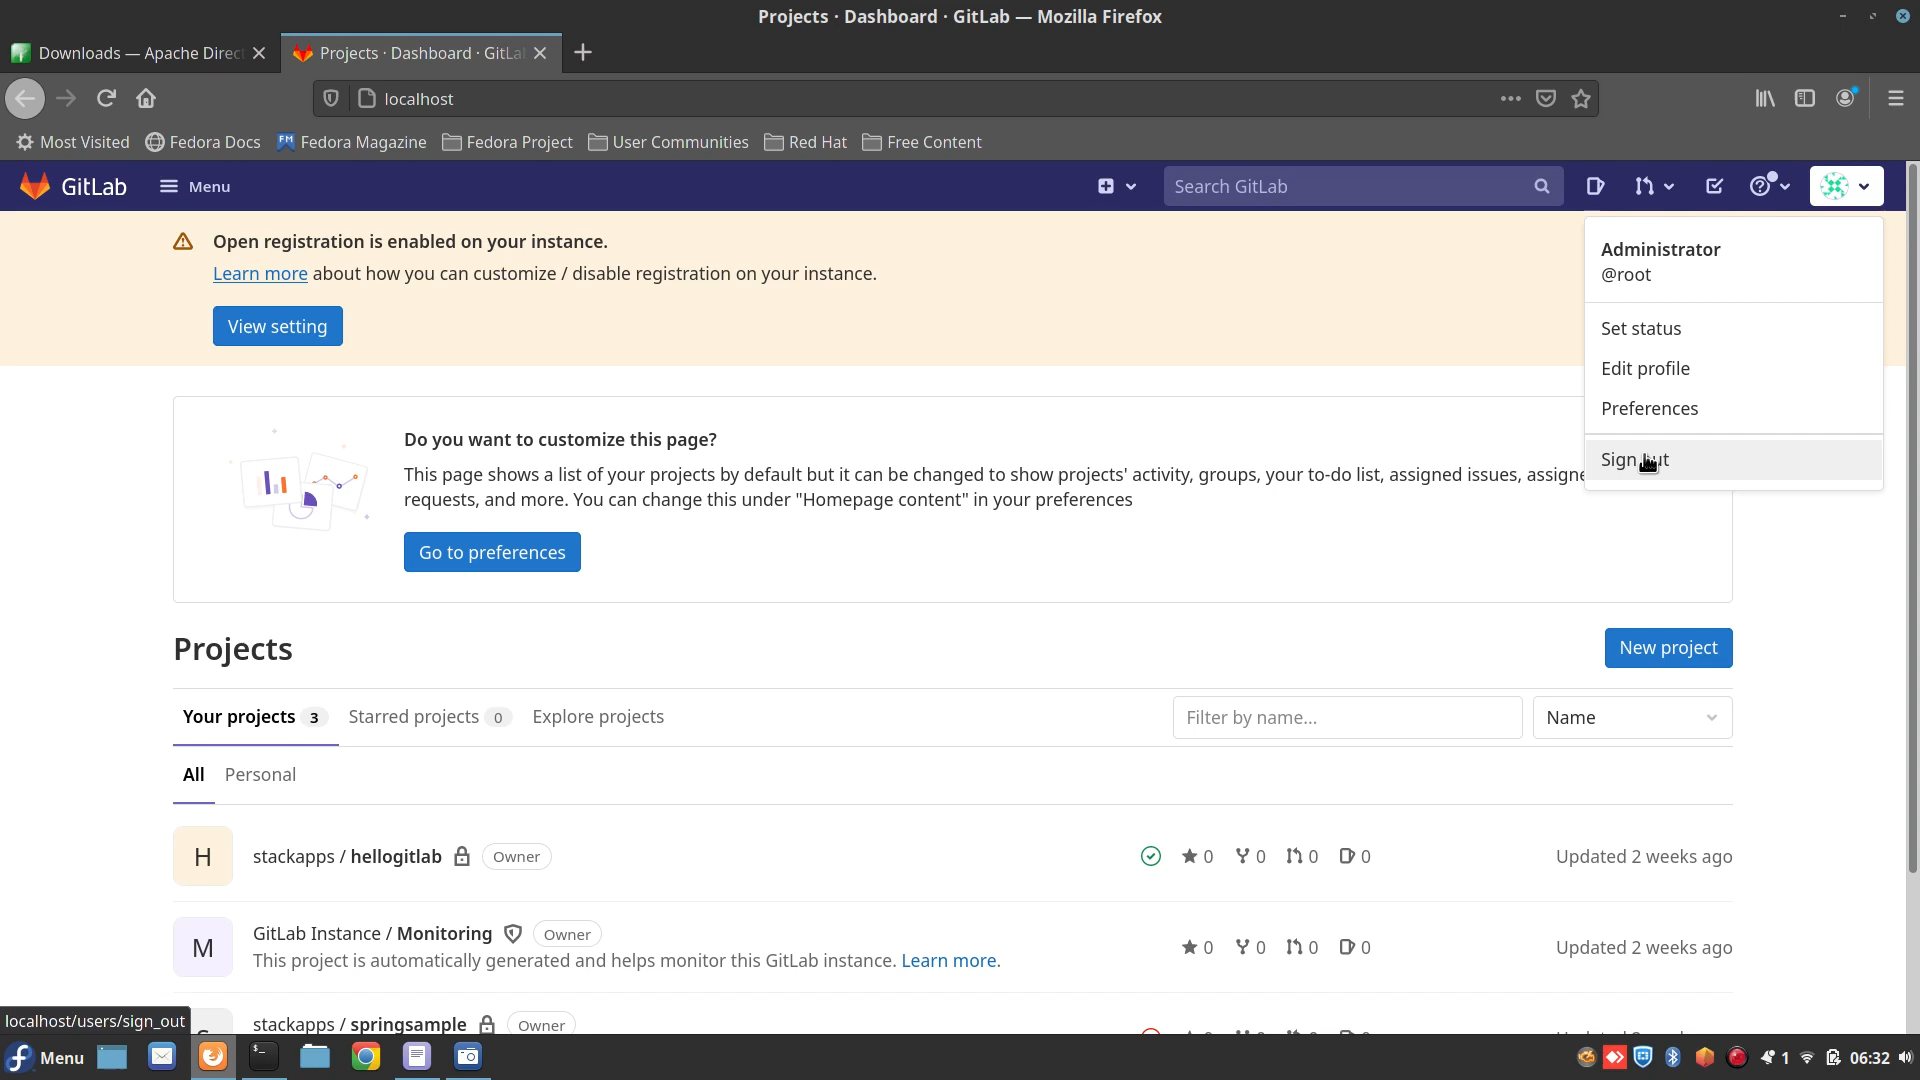 Projects · Dashboard · GitLab — Mozilla Firefox
Downloads — Apache Direc
Projects · Dashboard · GitLa
localhost
Most Visited
Fedora Docs
Fedora Magazine
Fedora Project
User Communities
Red Hat
Free Content
GitLab
Menu
Search GitLab
Open registration is enabled on your instance.
Learn more about how you can customize / disable registration on your instance.
View setting
Administrator
@root
Set status
Edit profile
Preferences
Sign
Do you want to customize this page?
This page shows a list of your projects by default but it can be changed to show projects' activity, groups, your to-do list, assigned issues, assigne
requests, and more. You can change this under "Homepage content" in your preferences
Go to preferences
Projects
New project
Your projects 3
Starred projects 0
Explore projects
Filter by name...
Name
All
Personal
H
stackapps / hellogitlab
Owner
0
0
0
0
Updated 2 weeks ago
M
GitLab Instance / Monitoring
Owner
This project is automatically generated and helps monitor this GitLab instance. Learn more.
0
0
0
0
Updated 2 weeks ago
stackapps / springsample
Owner
localhost/users/sign_out
Menu
1
06:32